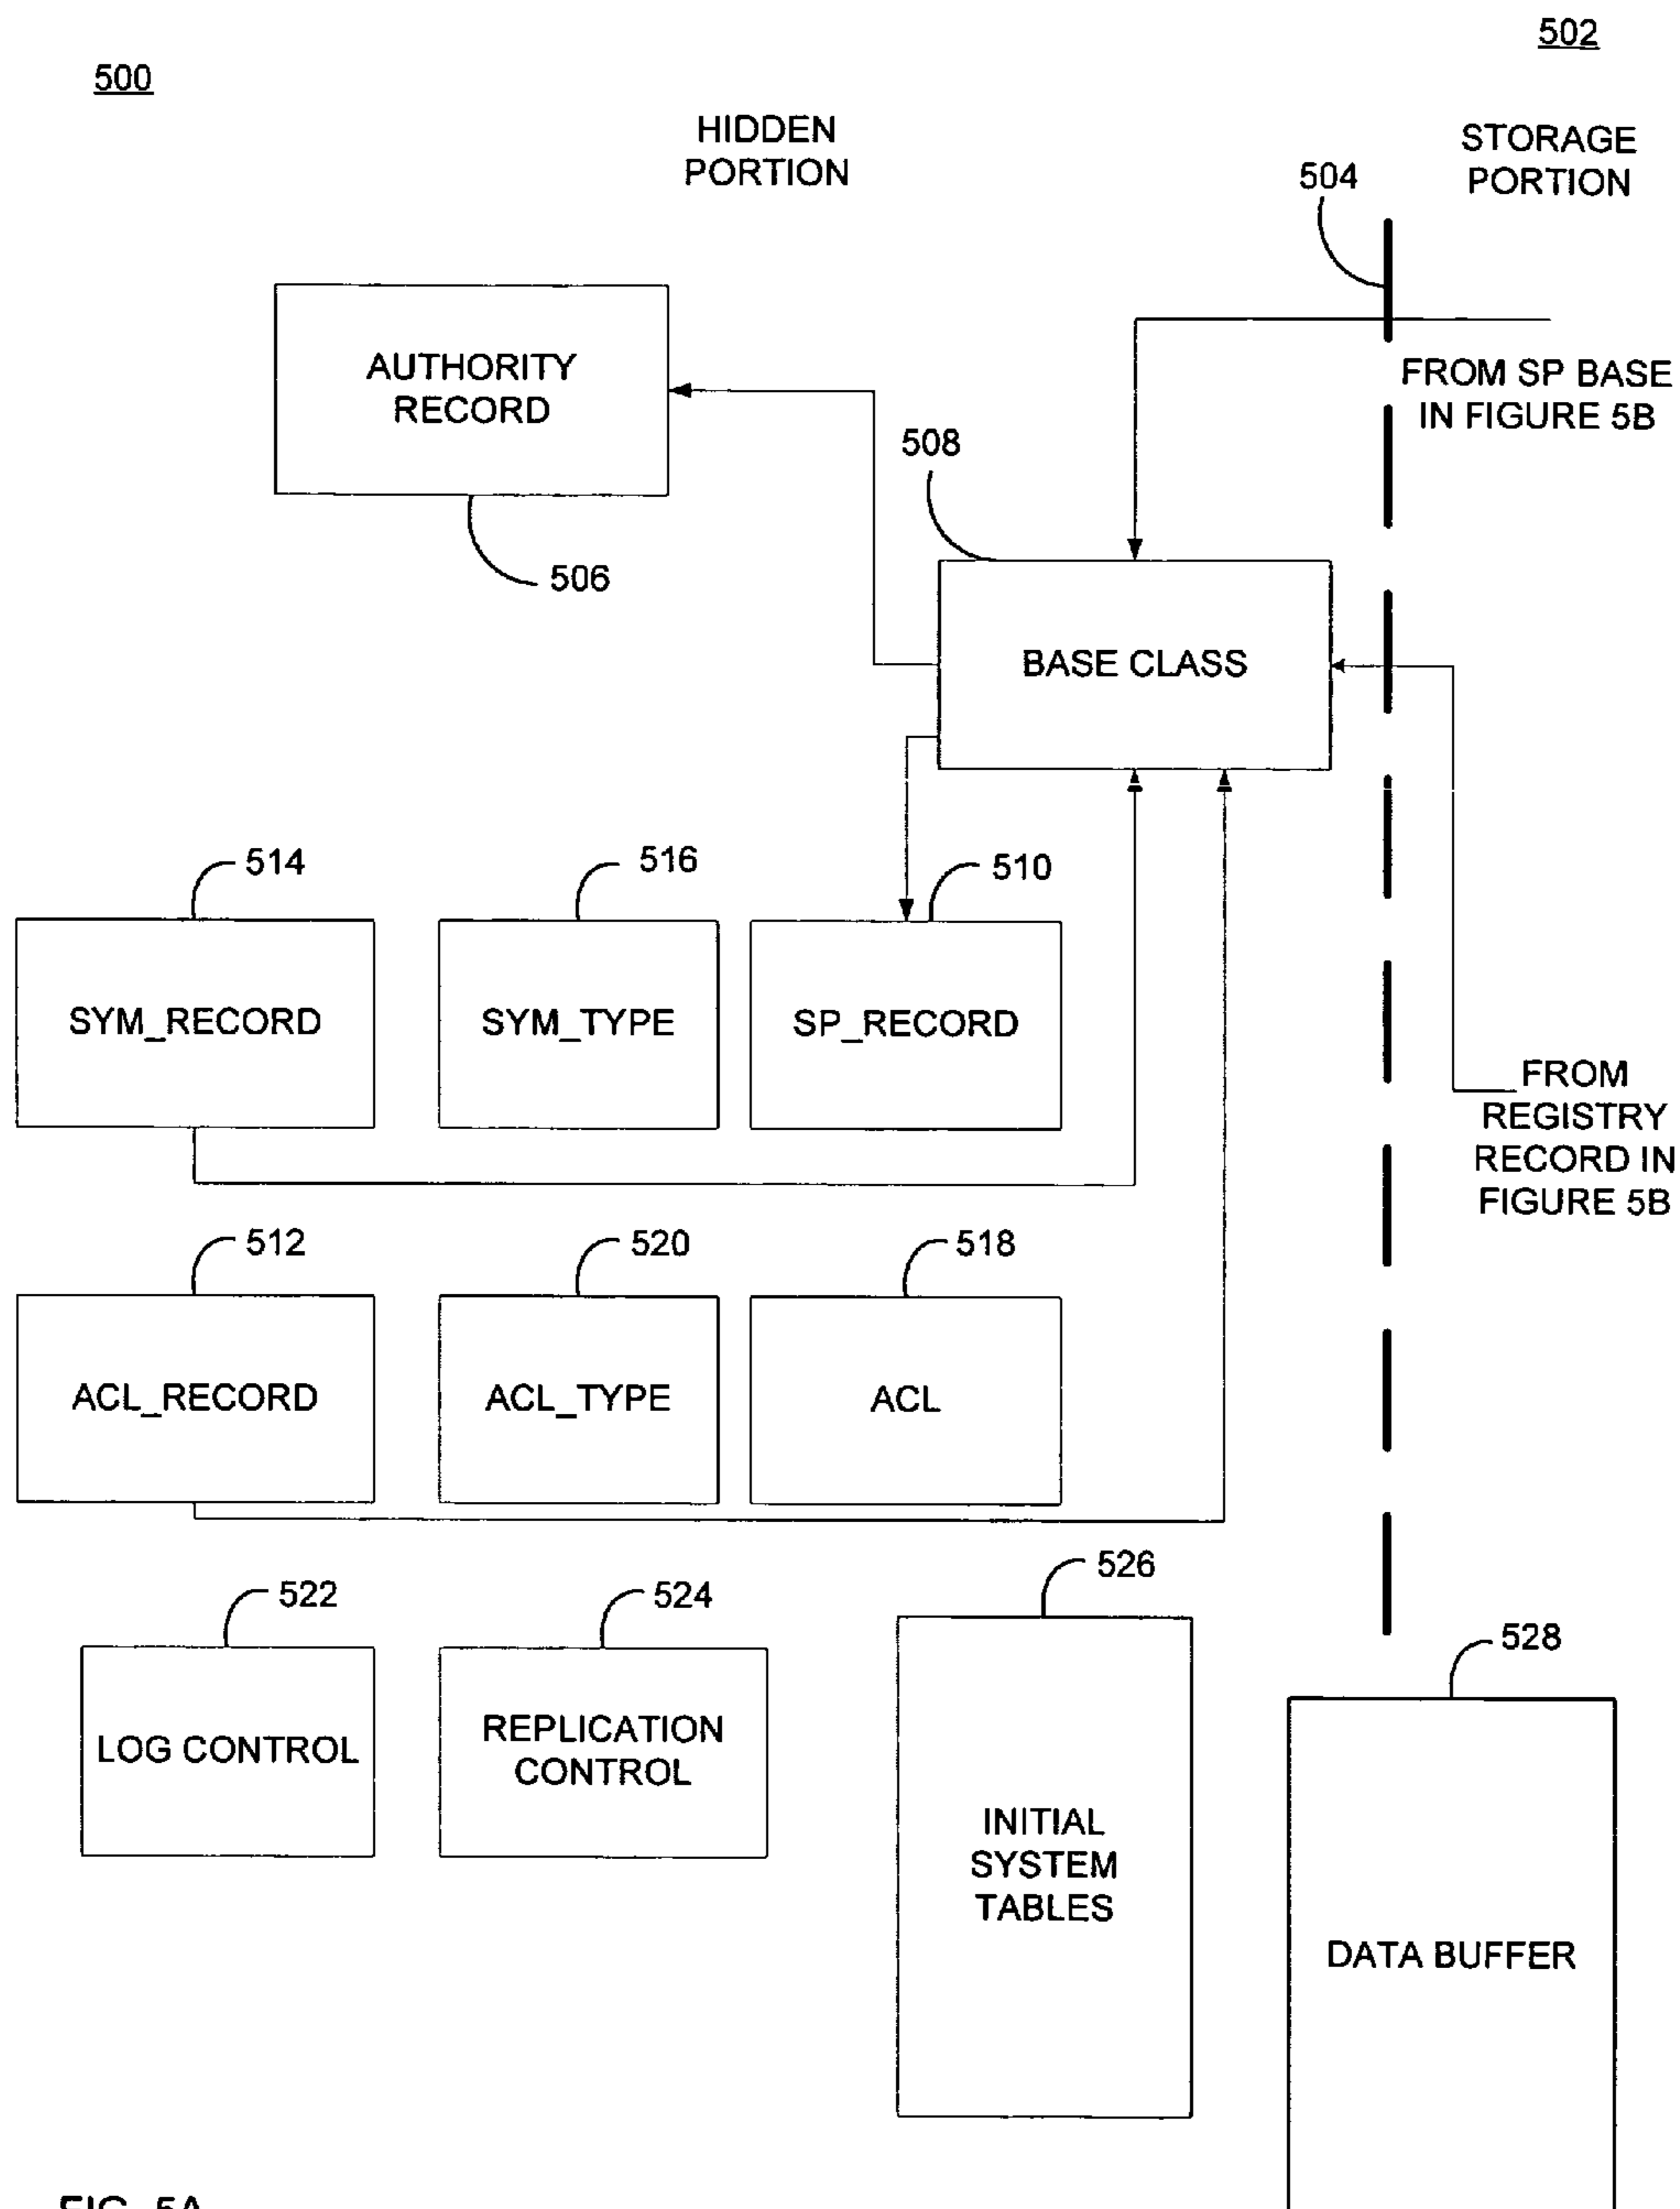 502
500
HIDDEN
PORTION
STORAGE
PORTION
504
AUTHORITY
RECORD
FROM SP BASE
IN FIGURE 5B
508
506
BASE CLASS
514
516
510
SYM_RECORD
SYM_TYPE
SP_RECORD
FROM
REGISTRY
RECORD IN
FIGURE 5B
512
520
518
ACL_RECORD
ACL_TYPE
ACL
526
522
524
528
LOG CONTROL
REPLICATION
CONTROL
INITIAL
SYSTEM
TABLES
DATA BUFFER
FIG. 5A